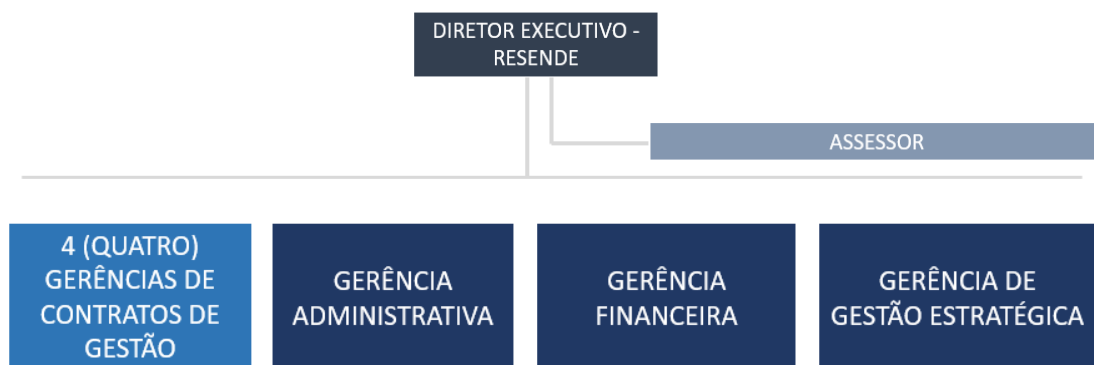 DIRETOR EXECUTIVO -
RESENDE
ASSESSOR
4 (QUATRO)
GERÊNCIAS DE
CONTRATOS DE
GESTÃO
GERÊNCIA
ADMINISTRATIVA
GERÊNCIA
FINANCEIRA
GERÊNCIA DE
GESTÃO ESTRATÉGICA